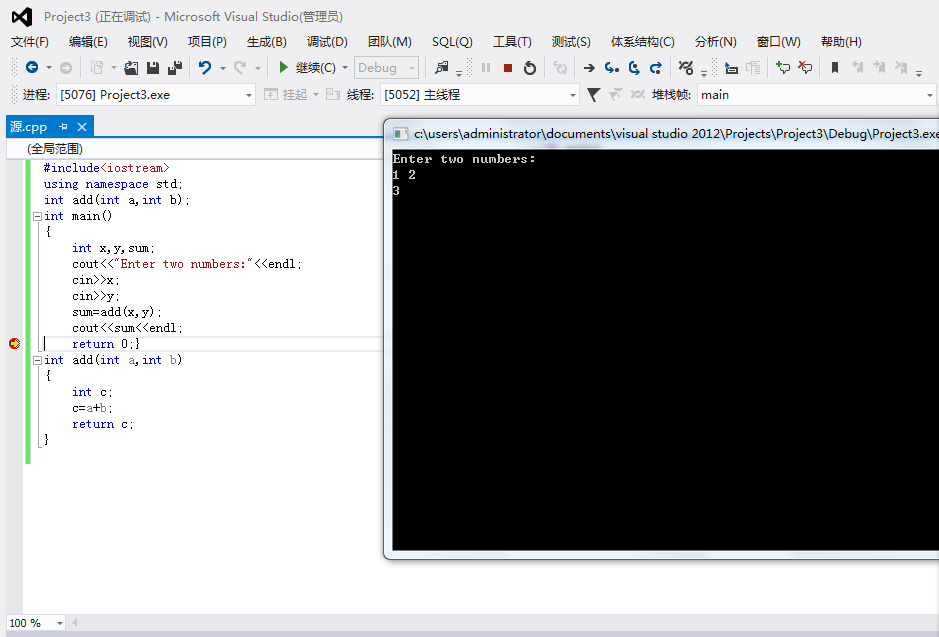 Project3 (正在调试) - Microsoft Visual Studio(管理员)
文件(F) 编辑(E) 视图(V) 项目(P) 生成(B) 调试(D) 团队(M) SQL(Q) 工具(T) 测试(S) 体系结构(C) 分析(N) 窗口(W) 帮助(H)
继续(C) Debug
进程: [5076] Project3.exe 挂起 线程: [5052] 主线程 堆栈帧: main
源.cpp
(全局范围)
#include<iostream>
using namespace std;
int add(int a,int b);
int main()
{
int x,y,sum;
cout<<"Enter two numbers:"<<endl;
cin>>x;
cin>>y;
sum=add(x,y);
cout<<sum<<endl;
return 0;}
int add(int a,int b)
{
int c;
c=a+b;
return c;
}
100 %
c:\users\administrator\documents\visual studio 2012\Projects\Project3\Debug\Project3.exe
Enter two numbers:
1 2
3